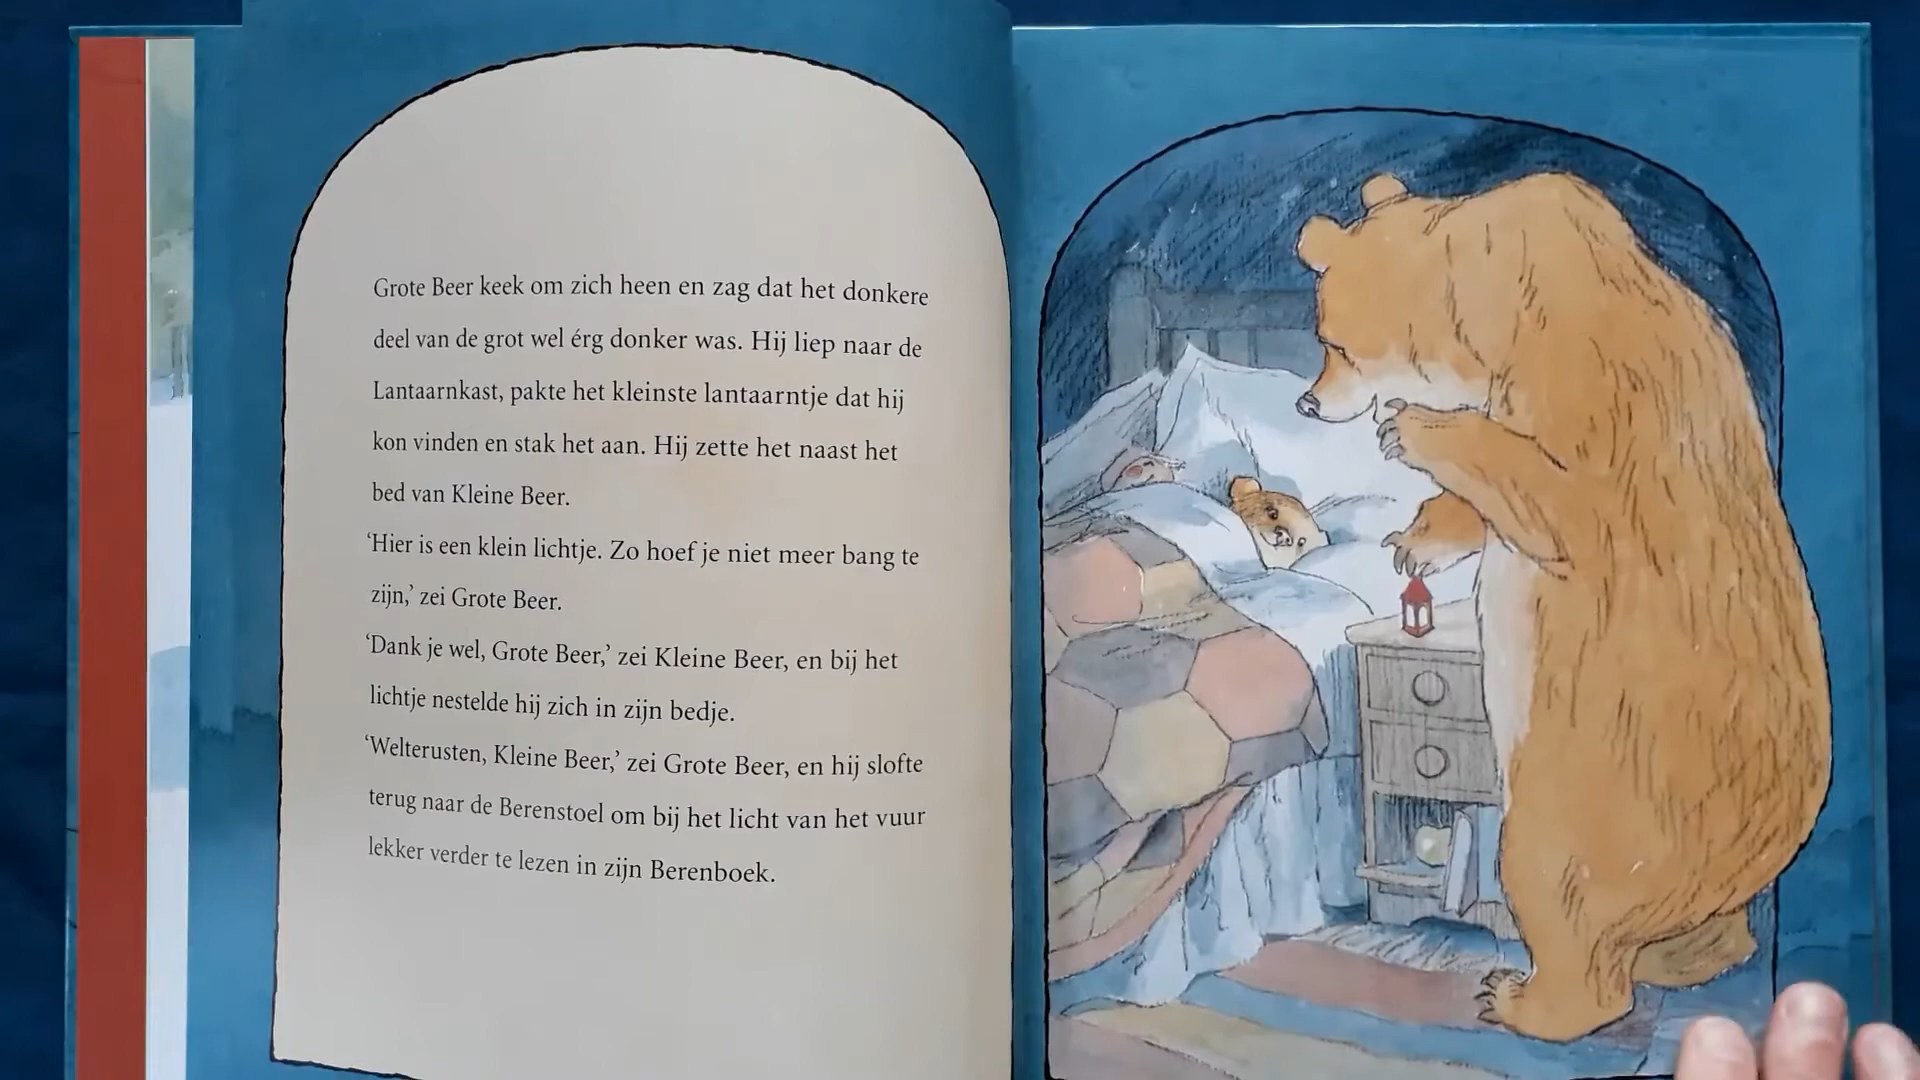 Grote Beer keek om zich heen en zag dat het donkere
deel van de grot wel érg donker was. Hij liep naar de
Lantaarnkast, pakte het kleinste lantaarntje dat hij
kon vinden en stak het aan. Hij zette het naast het
bed van Kleine Beer.
‘Hier is een klein lichtje. Zo hoef je niet meer bang te
zijn,’ zei Grote Beer.
‘Dank je wel, Grote Beer,’ zei Kleine Beer, en bij het
lichtje nestelde hij zich in zijn bedje.
‘Welterusten, Kleine Beer,’ zei Grote Beer, en hij slofte
terug naar de Berenstoel om bij het licht van het vuur
lekker verder te lezen in zijn Berenboek.